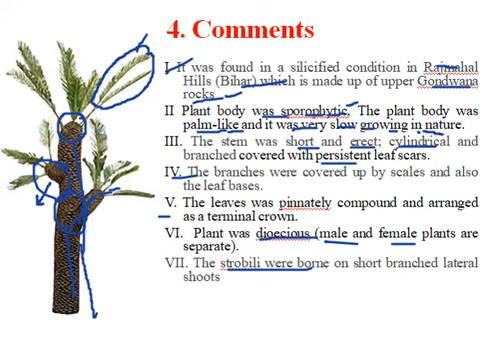 4. Comments
I It was found in a silicified condition in Rajmahal
Hills (Bihar) which is made up of upper Gondwana
rocks
II Plant body was sporophytic. The plant body was
palm-like and it was very slow growing in nature.
III. The stem was short and erect; cylindrical and
branched covered with persistent leaf scars.
IV. The branches were covered up by scales and also
the leaf bases.
V. The leaves was pinnately compound and arranged
as a terminal crown.
VI. Plant was dioecious (male and female plants are
separate).
VII. The strobili were borne on short branched lateral
shoots